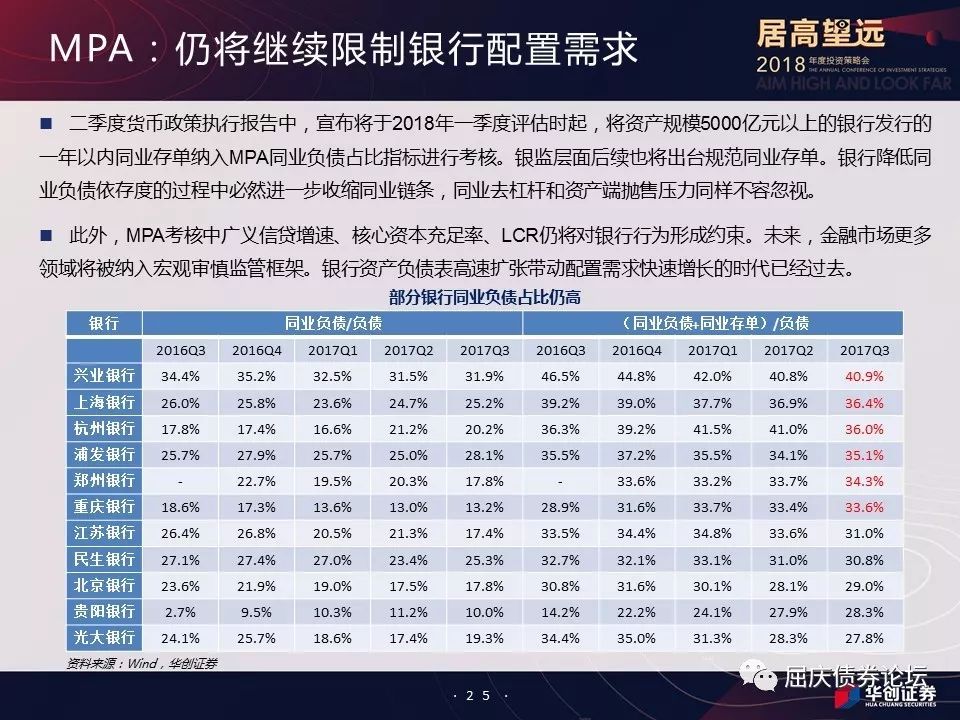 MPA：仍将继续限制银行配置需求
居高望远
2018年度投资策略会
THE ANNUAL CONFERENCE OF INVESTMENT STRATEGIES
AIM HIGH AND LOOK FAR
■ 二季度货币政策执行报告中，宣布将于2018年一季度评估时起，将资产规模5000亿元以上的银行发行的
一年以内同业存单纳入MPA同业负债占比指标进行考核。银监层面后续也将出台规范同业存单。银行降低同
业负债依存度的过程中必然进一步收缩同业链条，同业去杠杆和资产端抛售压力同样不容忽视。
■ 此外，MPA考核中广义信贷增速、核心资本充足率、LCR仍将对银行行为形成约束。未来，金融市场更多
领域将被纳入宏观审慎监管框架。银行资产负债表高速扩张带动配置需求快速增长的时代已经过去。
部分银行同业负债占比仍高
银行 同业负债/负债 （同业负债+同业存单）/负债
2016Q3 2016Q4 2017Q1 2017Q2 2017Q3 2016Q3 2016Q4 2017Q1 2017Q2 2017Q3
兴业银行 34.4% 35.2% 32.5% 31.5% 31.9% 46.5% 44.8% 42.0% 40.8% 40.9%
上海银行 26.0% 25.8% 23.6% 24.7% 25.2% 39.2% 39.0% 37.7% 36.9% 36.4%
杭州银行 17.8% 17.4% 16.6% 21.2% 20.2% 36.3% 39.2% 41.5% 41.0% 36.0%
浦发银行 25.7% 27.9% 25.7% 25.0% 28.1% 35.5% 37.2% 35.5% 34.1% 35.1%
郑州银行 - 22.7% 19.5% 20.3% 17.8% - 33.6% 33.2% 33.7% 34.3%
重庆银行 18.6% 17.3% 13.6% 13.0% 13.2% 28.9% 31.6% 33.7% 33.4% 33.6%
江苏银行 26.4% 26.8% 20.5% 21.3% 17.4% 33.5% 34.4% 34.8% 33.6% 31.0%
民生银行 27.1% 27.4% 27.0% 23.4% 25.3% 32.7% 32.1% 33.1% 31.0% 30.8%
北京银行 23.6% 21.9% 19.0% 17.5% 17.8% 30.8% 31.6% 30.1% 28.1% 29.0%
贵阳银行 2.7% 9.5% 10.3% 11.2% 10.0% 14.2% 22.2% 24.1% 27.9% 28.3%
光大银行 24.1% 25.7% 18.6% 17.4% 19.3% 34.4% 35.0% 31.3% 28.3% 27.8%
资料来源：Wind，华创证券
· 25 ·
屈庆债券论坛
华创证券
HUA CHUANG SECURITIES